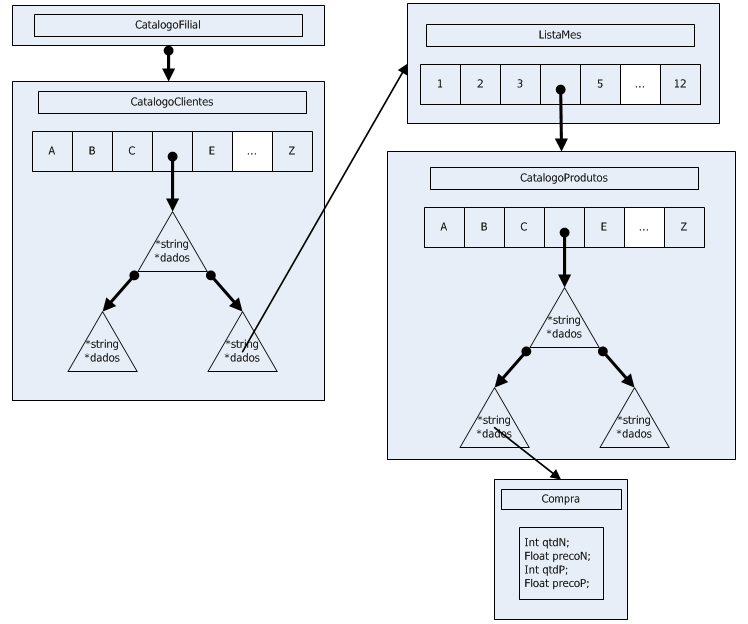 CatalogoFilial
CatalogoClientes
A B C E ... Z
*string
*dados
*string
*dados
*string
*dados
ListaMes
1 2 3 5 ... 12
CatalogoProdutos
A B C E ... Z
*string
*dados
*string
*dados
*string
*dados
Compra
Int qtdN;
Float precoN;
Int qtdP;
Float precoP;